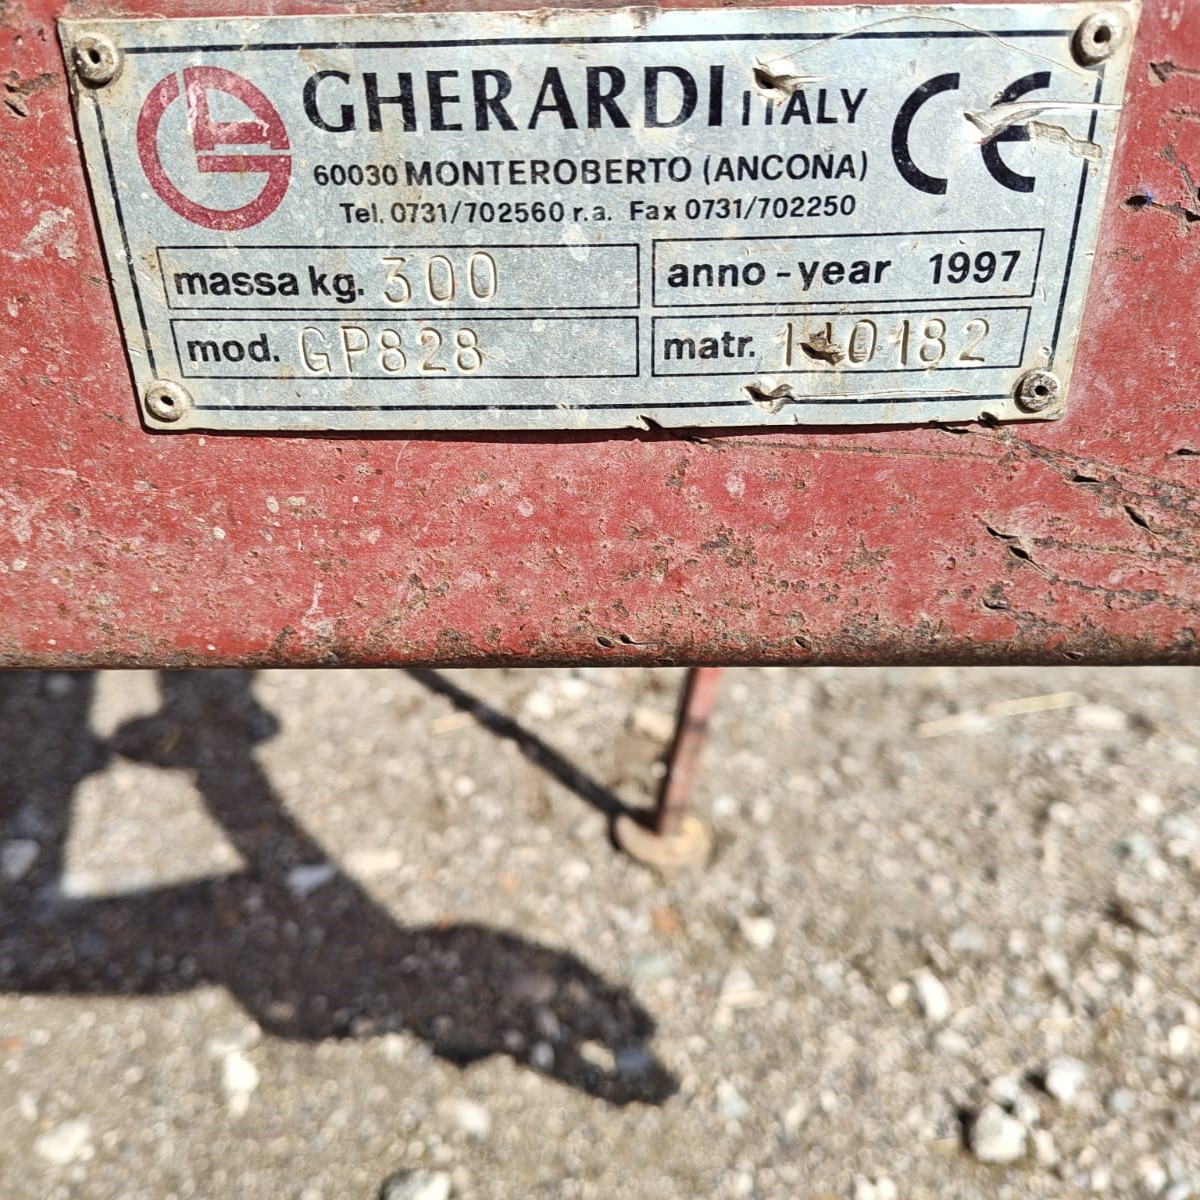 GHERARDI ITALY CE
60030 MONTEROBERTO (ANCONA)
Tel. 0731/702560 r.a. Fax 0731/702250
massa kg. 300 anno - year 1997
mod. GP828 matr. 110182